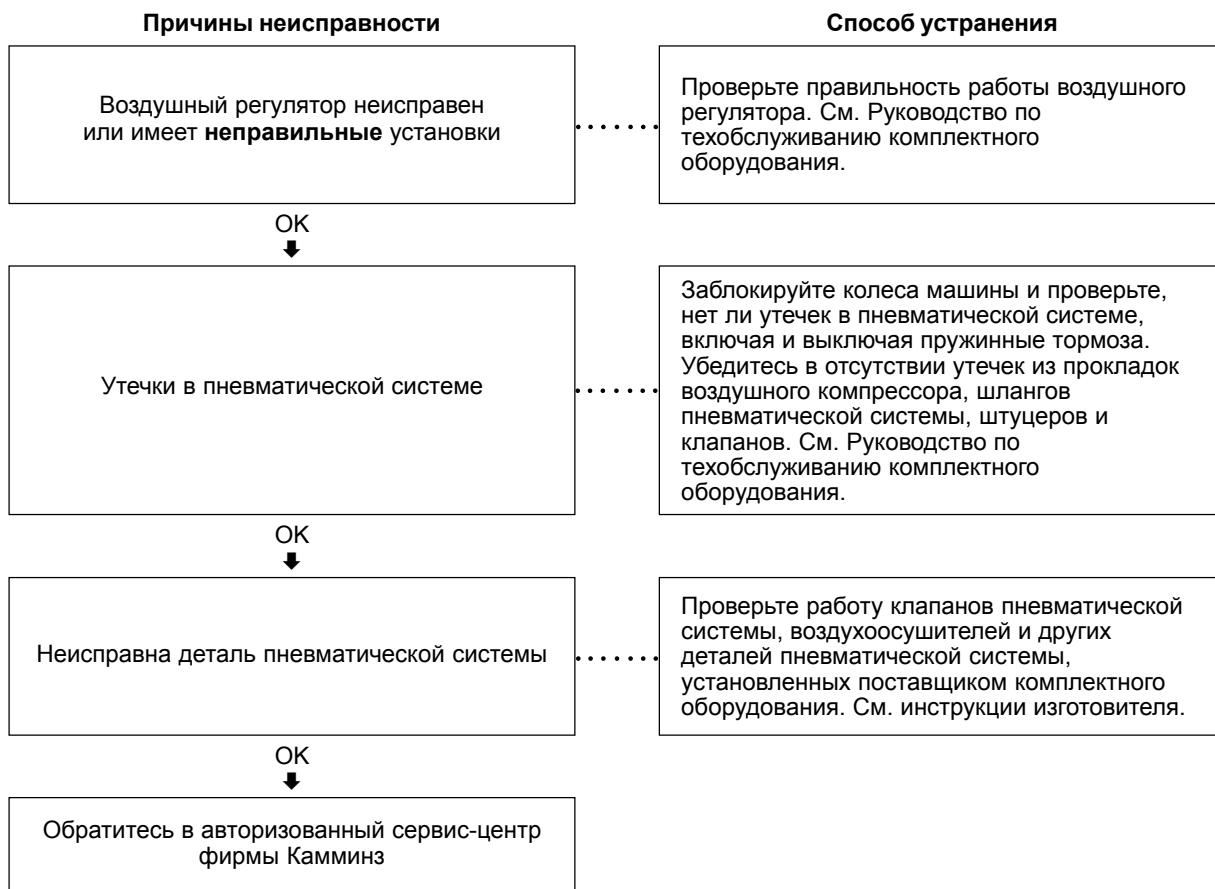 Причины неисправности
Способ устранения
Воздушный регулятор неисправен
или имеет неправильные установки
Проверьте правильность работы воздушного
регулятора. См. Руководство по
техобслуживанию комплектного
оборудования.
OK
Утечки в пневматической системе
Заблокируйте колеса машины и проверьте,
нет ли утечек в пневматической системе,
включая и выключая пружинные тормоза.
Убедитесь в отсутствии утечек из прокладок
воздушного компрессора, шлангов
пневматической системы, штуцеров и
клапанов. См. Руководство по
техобслуживанию комплектного
оборудования.
OK
Неисправна деталь пневматической системы
Проверьте работу клапанов пневматической
системы, воздухоосушителей и других
деталей пневматической системы,
установленных поставщиком комплектного
оборудования. См. инструкции изготовителя.
OK
Обратитесь в авторизованный сервис-центр
фирмы Камминз